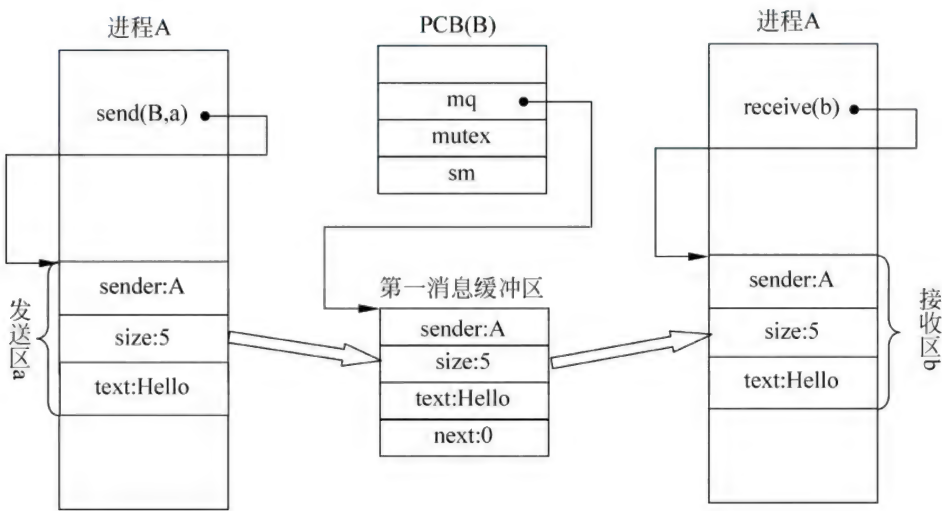 进程A
send(B,a)
发送区a
sender:A
size:5
text:Hello
PCB(B)
mq
mutex
sm
第一消息缓冲区
sender:A
size:5
text:Hello
next:0
进程A
receive(b)
sender:A
size:5
text:Hello
接收区b